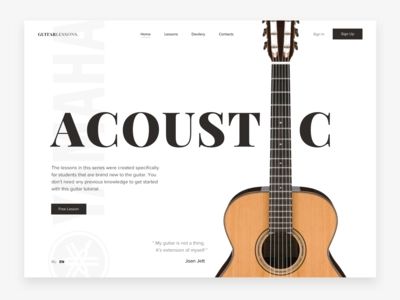 GUITARLESSONS.
Home
Lessons
Contacts
Sign in
Sign Up
YAMAHA
ACOUST C
The lessons in this series were created specifically
for students that are brand new to the guitar. You
don't need any previous knowledge to get started
with this guitar tutorial.
Free Lesson
" My guitar is not a thing.
It's extension of myself "
EN
Joan Jett